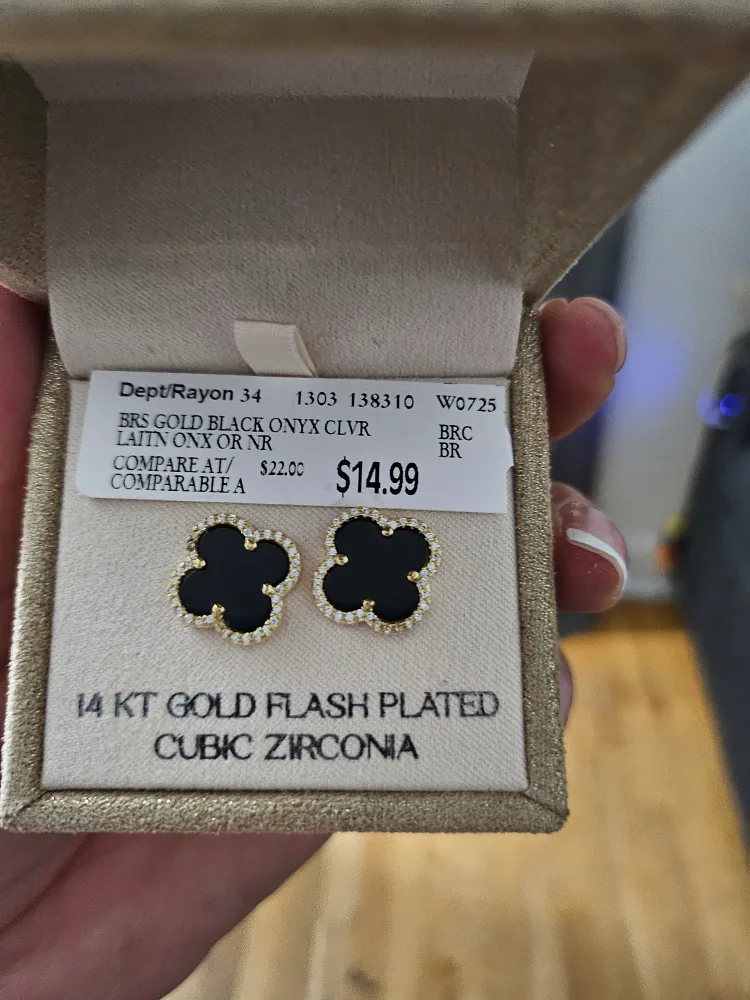 Dept/Rayon 34 1303 138310 W0725
BRS GOLD BLACK ONYX CLVR BRC
LAITN ONX OR NR BR
COMPARE AT/ $22.00 $14.99
COMPARABLE A
14 KT GOLD FLASH PLATED
CUBIC ZIRCONIA